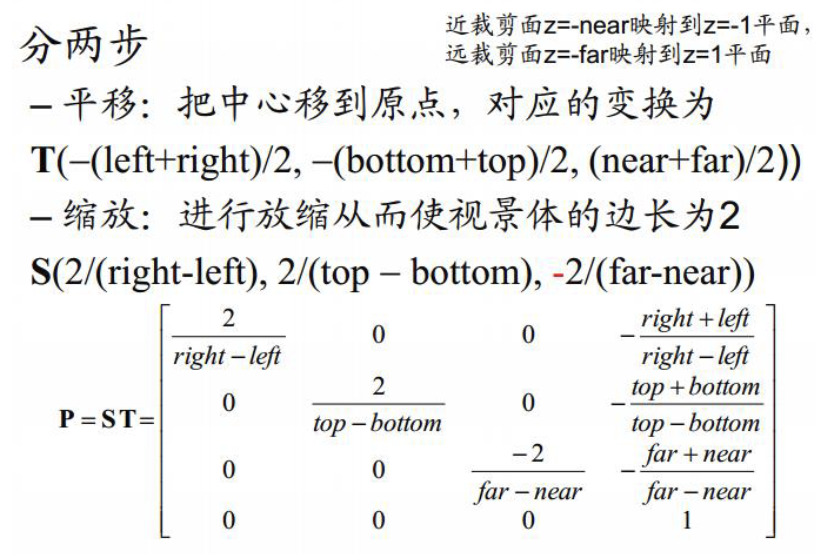 分两步
近裁剪面z=-near映射到z=-1平面，
远裁剪面z=-far映射到z=1平面
– 平移：把中心移到原点，对应的变换为
T(–(left+right)/2, –(bottom+top)/2, (near+far)/2))
– 缩放：进行放缩从而使视景体的边长为2
S(2/(right-left), 2/(top – bottom), -2/(far-near))
P = ST = [ 2/(right – left) 0 0 – (right + left)/(right – left)
0 2/(top – bottom) 0 – (top + bottom)/(top – bottom)
0 0 – 2/(far – near) – (far + near)/(far – near)
0 0 0 1 ]